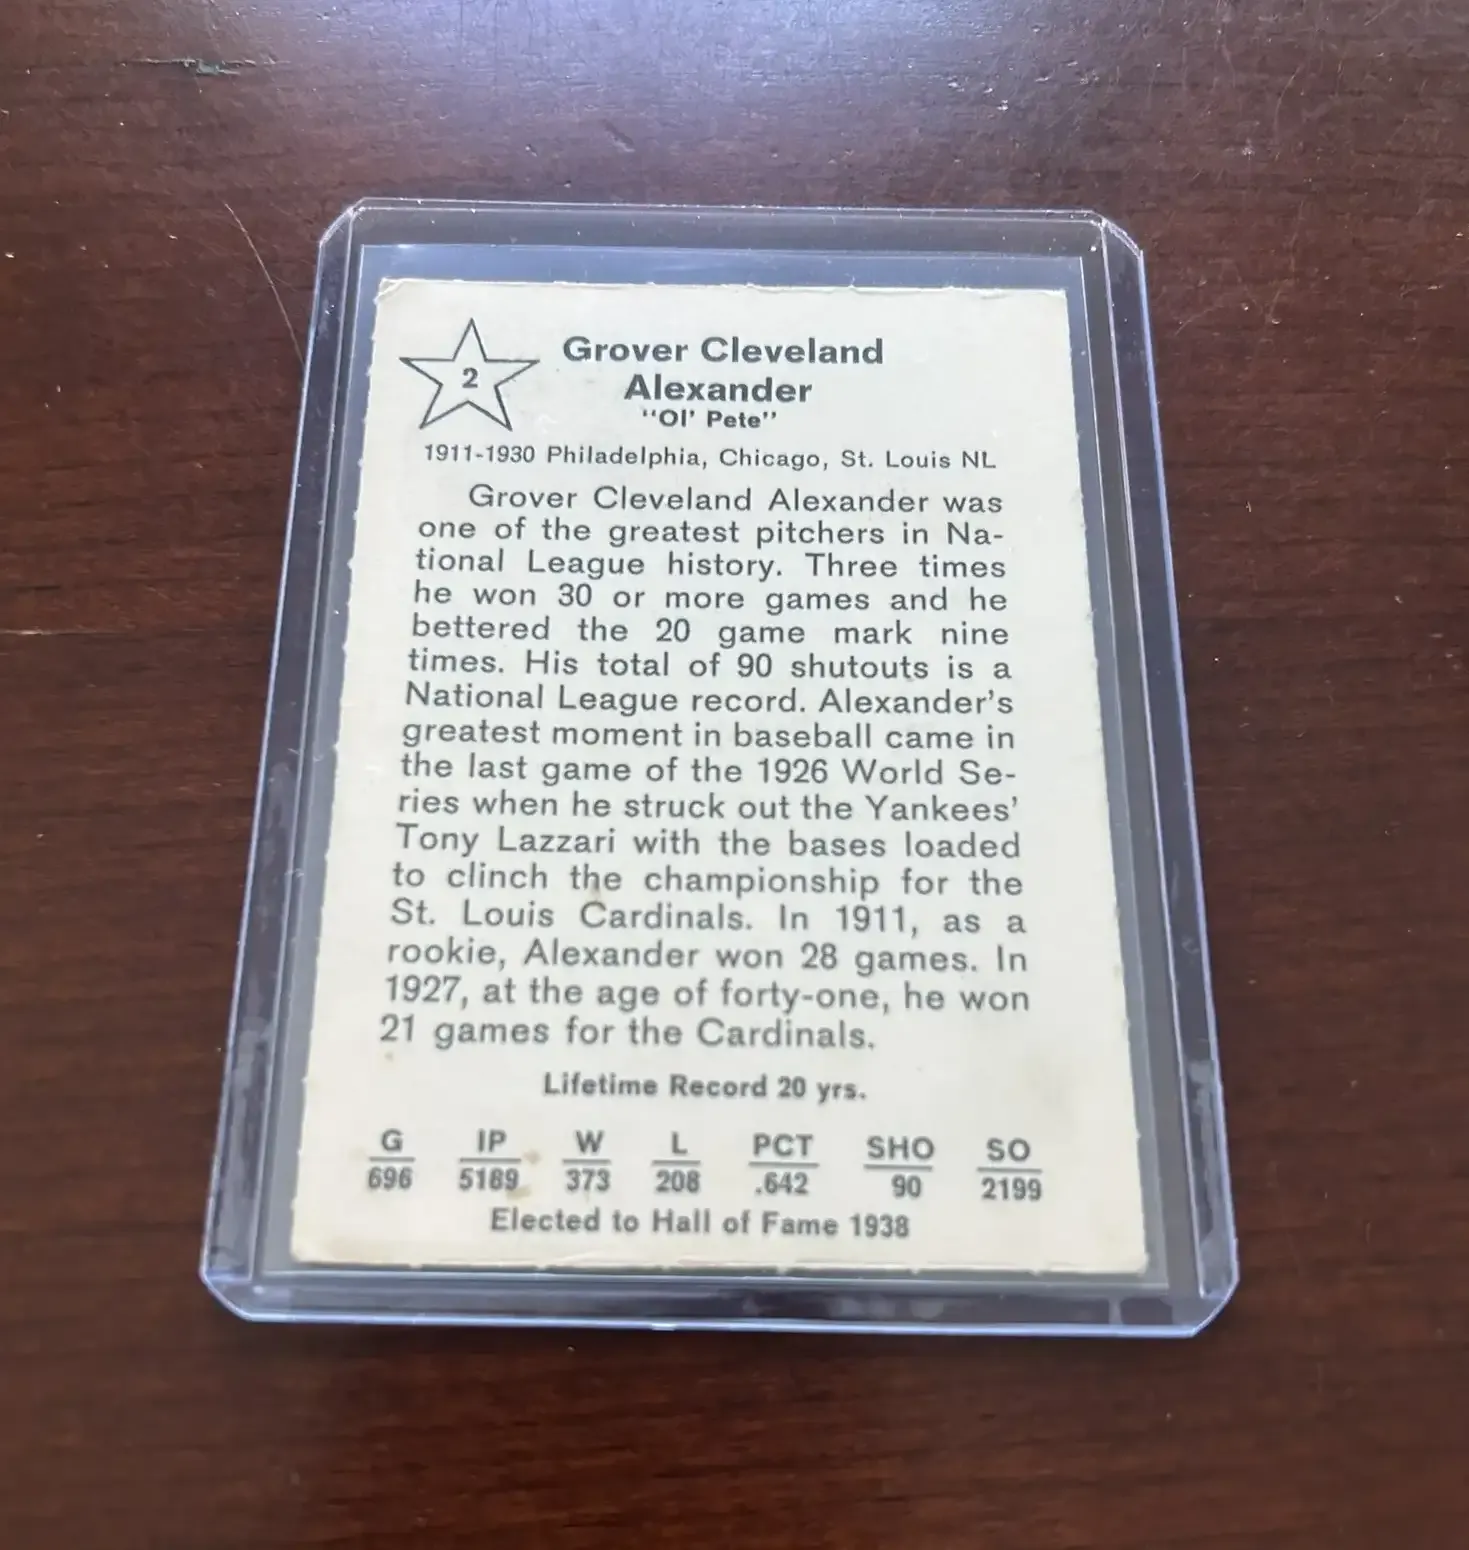 2
Grover Cleveland
Alexander
"Ol' Pete"
1911-1930 Philadelphia, Chicago, St. Louis NL
Grover Cleveland Alexander was
one of the greatest pitchers in Na-
tional League history. Three times
he won 30 or more games and he
bettered the 20 game mark nine
times. His total of 90 shutouts is a
National League record. Alexander's
greatest moment in baseball came in
the last game of the 1926 World Se-
ries when he struck out the Yankees'
Tony Lazzari with the bases loaded
to clinch the championship for the
St. Louis Cardinals. In 1911, as a
rookie, Alexander won 28 games. In
1927, at the age of forty-one, he won
21 games for the Cardinals.
Lifetime Record 20 yrs.
G IP W L PCT SHO SO
696 5189 373 208 .642 90 2199
Elected to Hall of Fame 1938